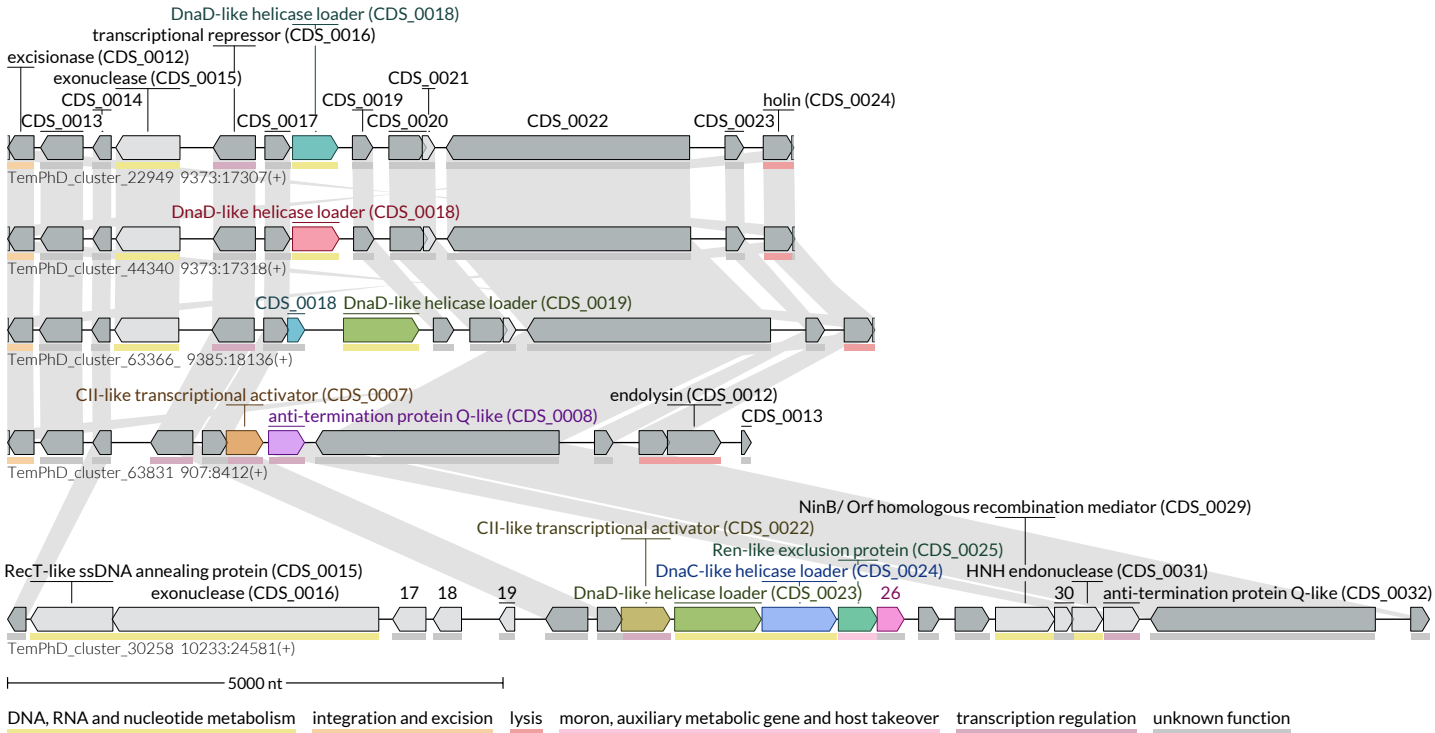 DnaD-like helicase loader (CDS_0018)
transcriptional repressor (CDS_0016)
excisionase (CDS_0012)
exonuclease (CDS_0015) CDS_0021
CDS_0014 CDS_0019 holin (CDS_0024)
CDS_0013 CDS_0017 CDS_0020 CDS_0022 CDS_0023
TemPhD_cluster_22949 9373:17307(+)
DnaD-like helicase loader (CDS_0018)
TemPhD_cluster_44340 9373:17318(+)
CDS_0018 DnaD-like helicase loader (CDS_0019)
TemPhD_cluster_63366_ 9385:18136(+)
CII-like transcriptional activator (CDS_0007) endolysin (CDS_0012)
anti-termination protein Q-like (CDS_0008) CDS_0013
TemPhD_cluster_63831 907:8412(+)
NinB/ Orf homologous recombination mediator (CDS_0029)
CII-like transcriptional activator (CDS_0022)
Ren-like exclusion protein (CDS_0025)
RecT-like ssDNA annealing protein (CDS_0015) DnaC-like helicase loader (CDS_0024) HNH endonuclease (CDS_0031)
exonuclease (CDS_0016) 17 18 19 DnaD-like helicase loader (CDS_0023) 26 30 anti-termination protein Q-like (CDS_0032)
TemPhD_cluster_30258 10233:24581(+)
5000 nt
DNA, RNA and nucleotide metabolism integration and excision lysis moron, auxiliary metabolic gene and host takeover transcription regulation unknown function